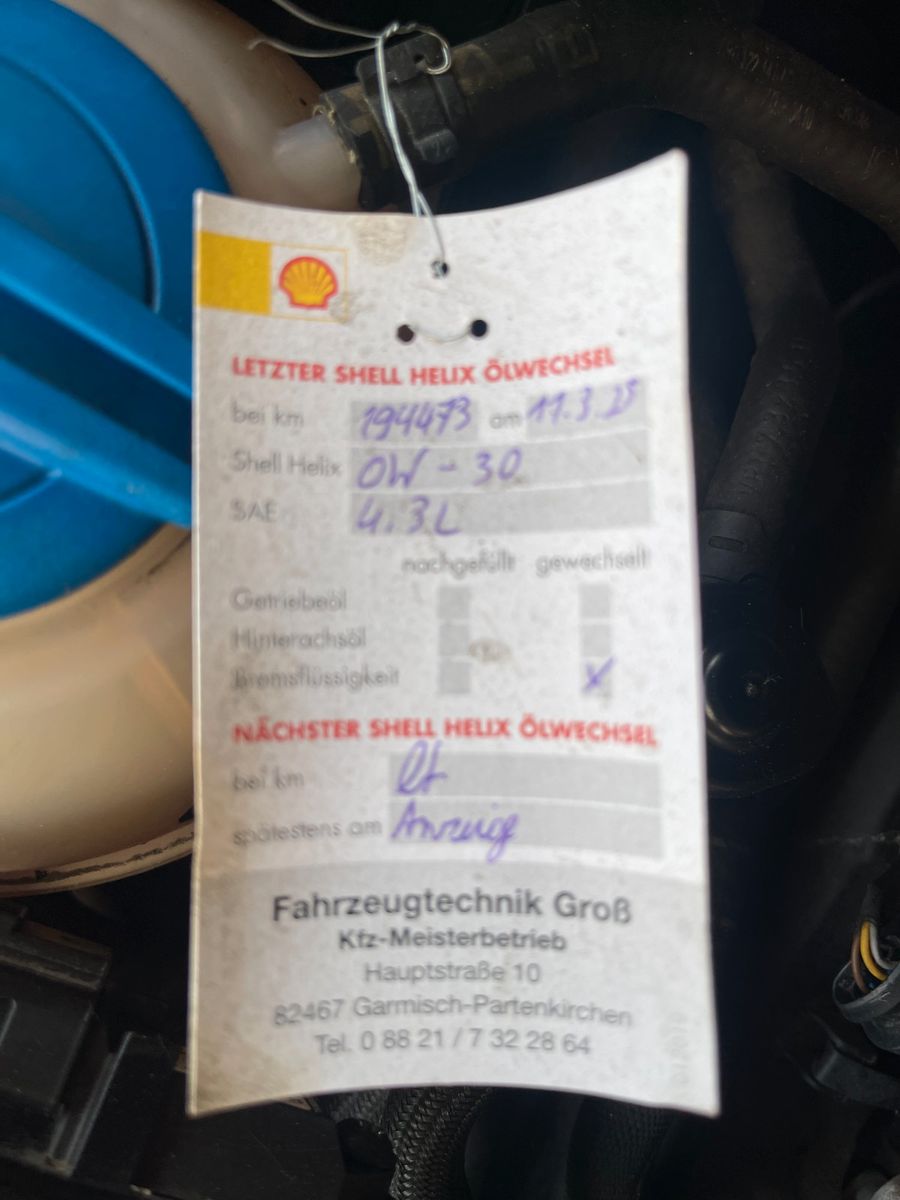 LETZTER SHELL HELIX ÖLWECHSEL
bei km 194473 am 11.3.25
Shell Helix 0W - 30
SAE 4.3L
nachgefüllt gewechselt
Getriebeöl
Hinterachsöl
Bremsflüssigkeit x
NÄCHSTER SHELL HELIX ÖLWECHSEL
bei km lt
spätestens am Anzeige
Fahrzeugtechnik Groß
Kfz-Meisterbetrieb
Hauptstraße 10
82467 Garmisch-Partenkirchen
Tel. 0 88 21 / 7 32 28 64